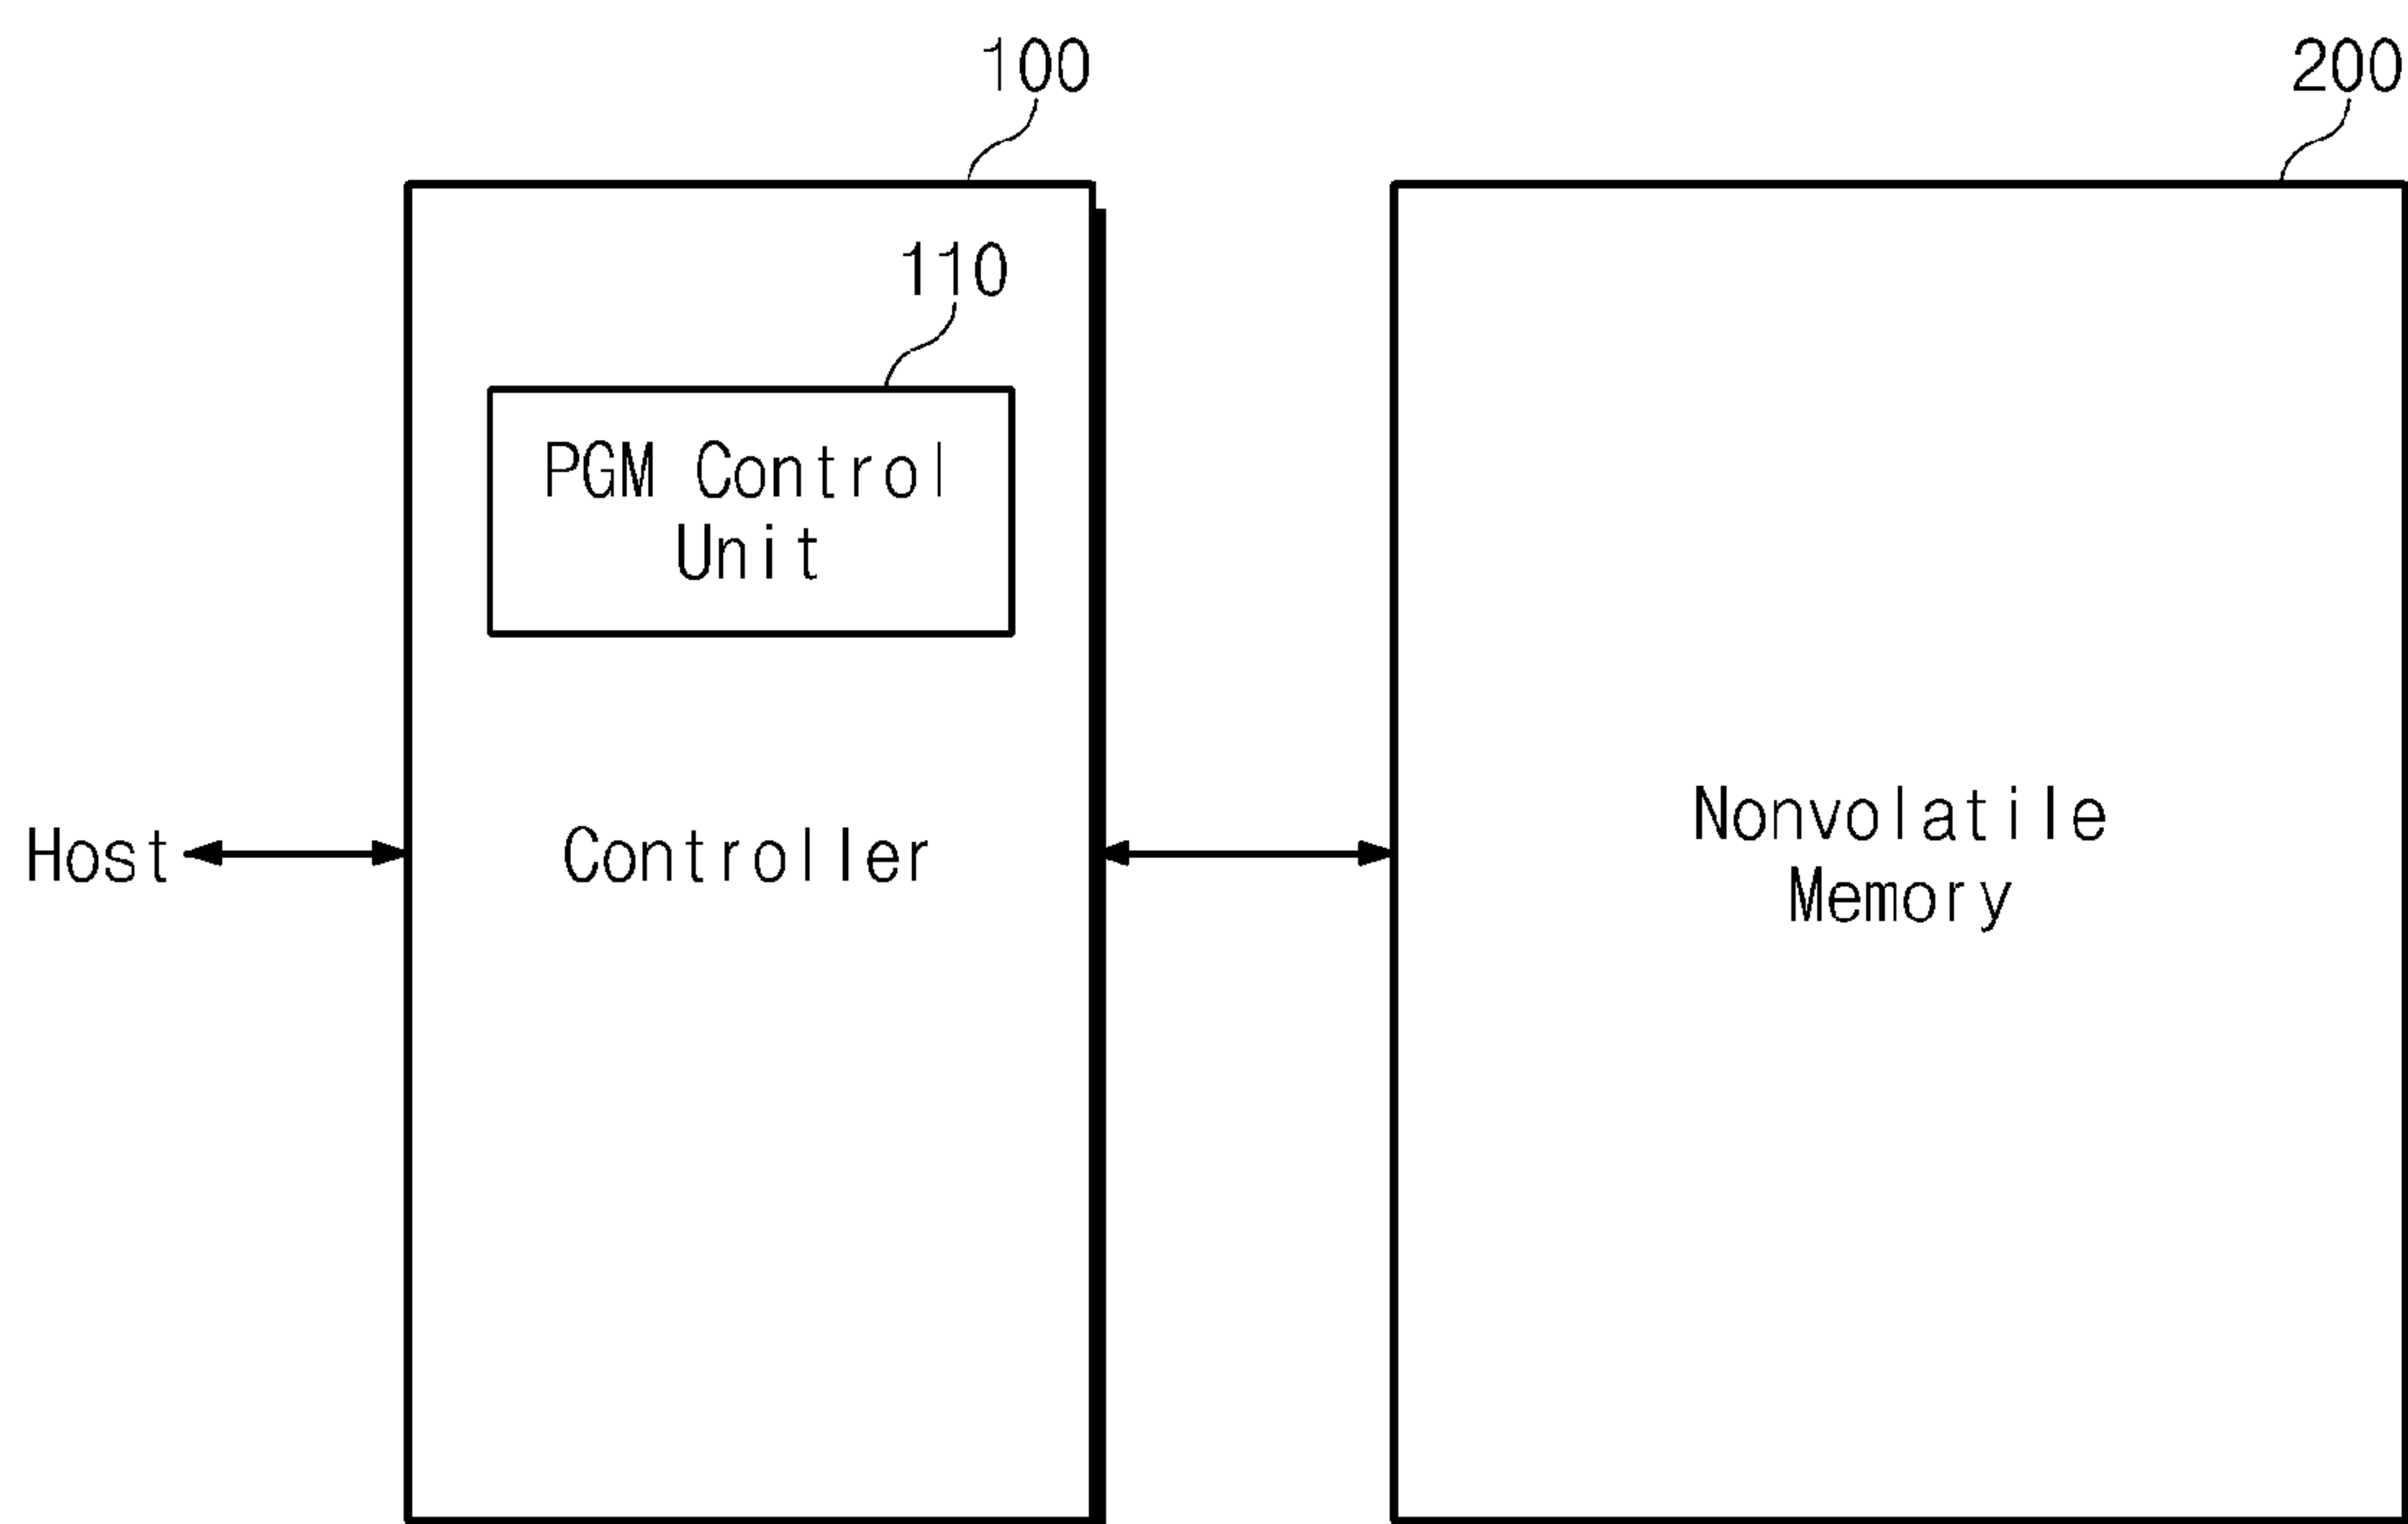 100
200
110
PGM Control
Unit
Host
Controller
Nonvolatile
Memory